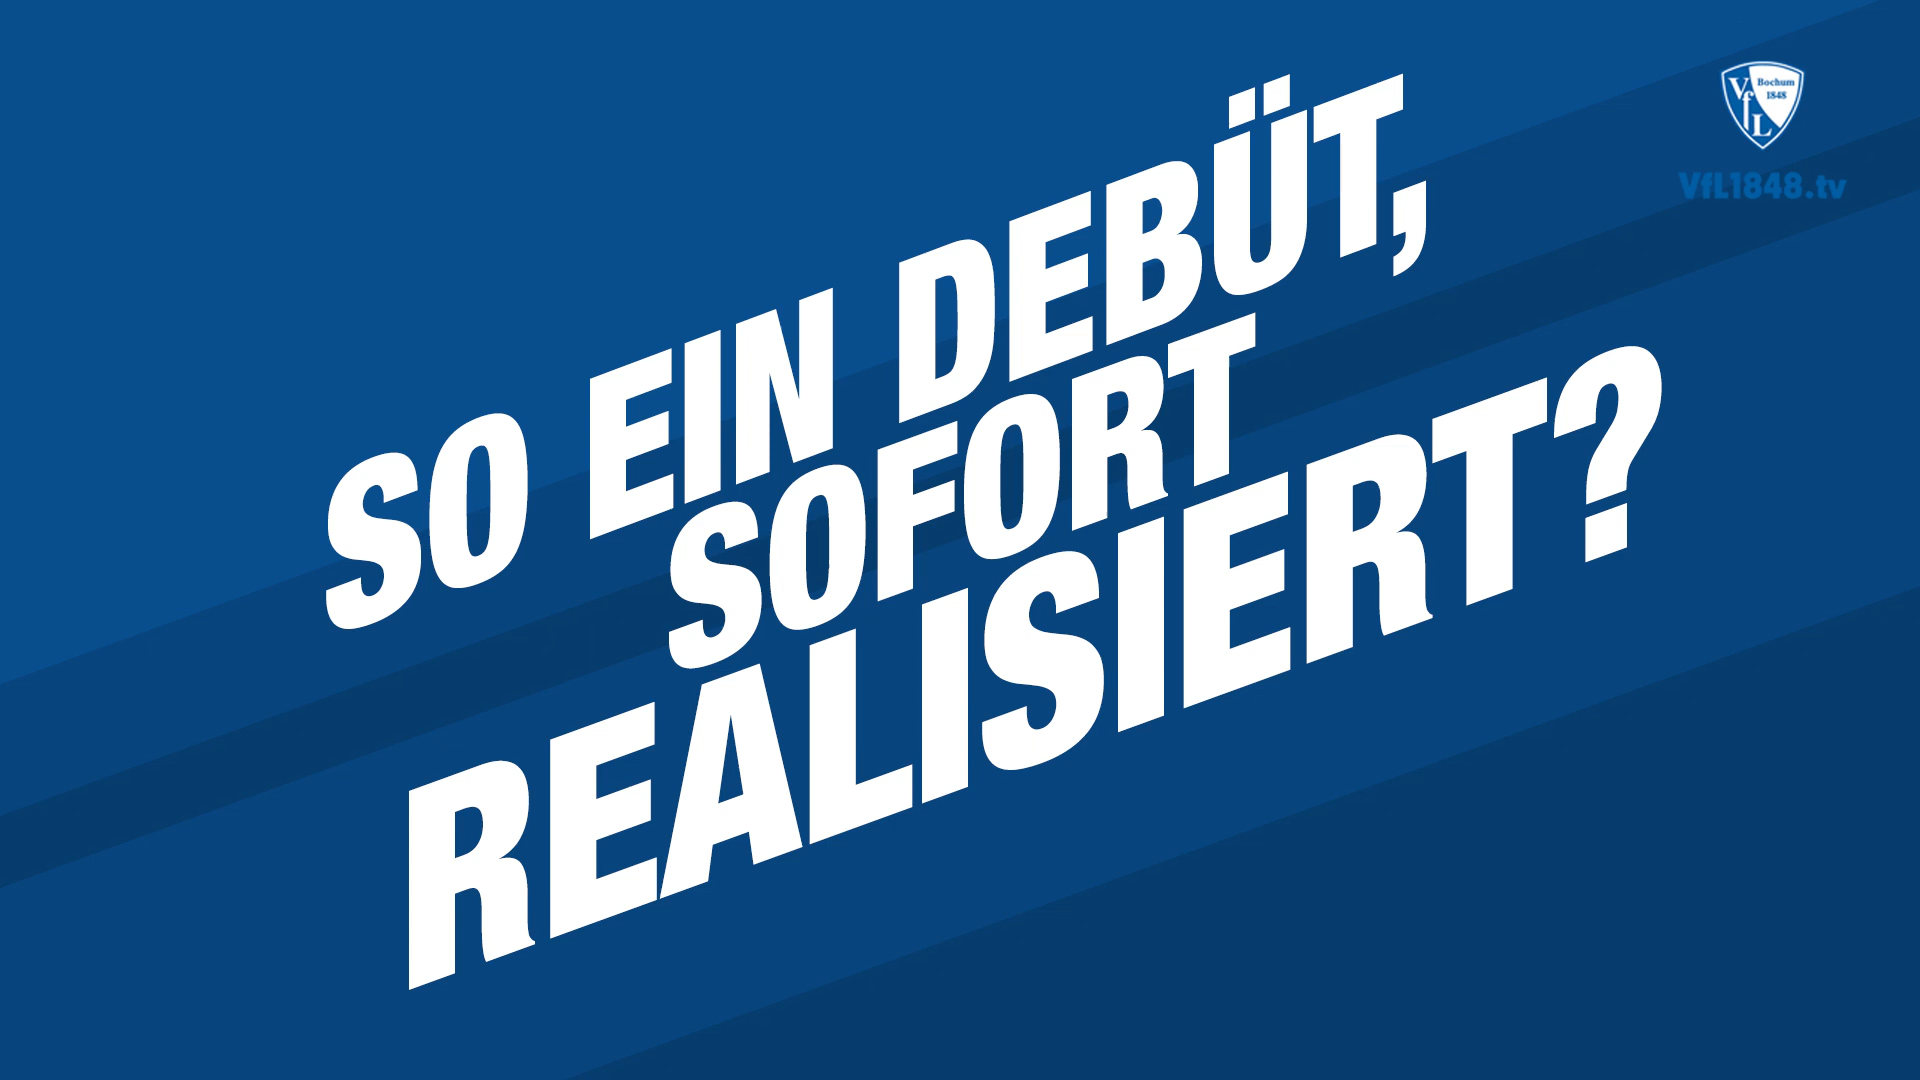 VfL
Bochum
1848
VfL1848.tv
SO EIN DEBÜT,
SOFORT
REALISIERT?